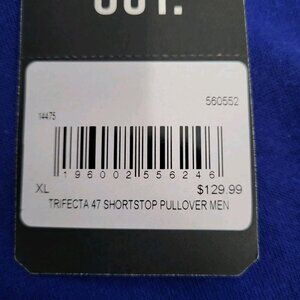 OUT.
560552
14475
196002556246
XL
$129.99
TRIFECTA 47 SHORTSTOP PULLOVER MEN